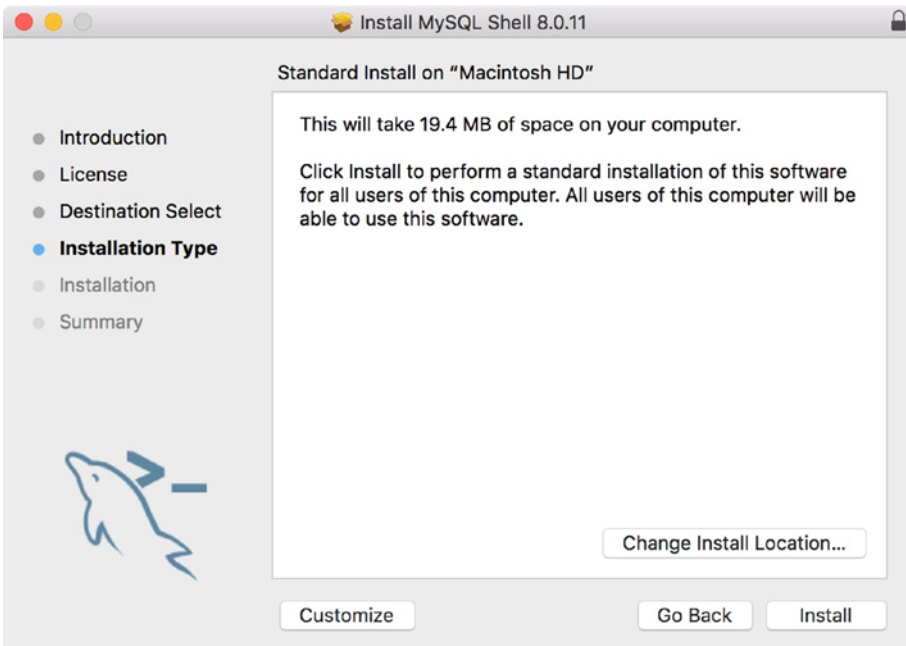 Install MySQL Shell 8.0.11
Standard Install on “Macintosh HD”
Introduction
License
Destination Select
Installation Type
Installation
Summary
This will take 19.4 MB of space on your computer.
Click Install to perform a standard installation of this software
for all users of this computer. All users of this computer will be
able to use this software.
Change Install Location...
Customize
Go Back
Install